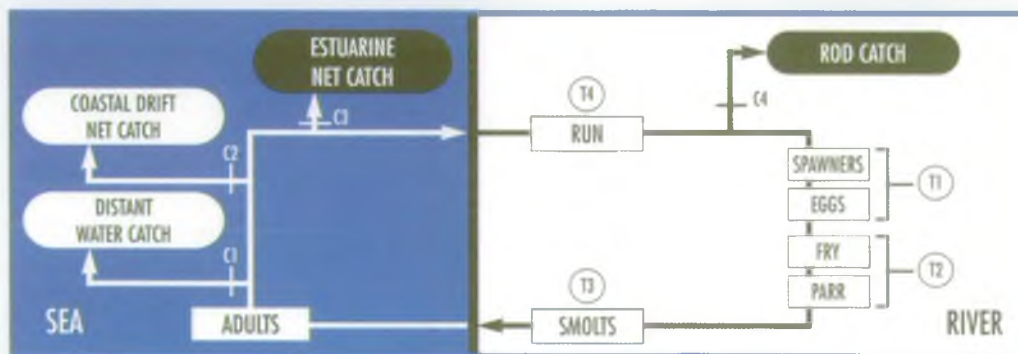 ESTUARINE
NET CATCH
ROD CATCH
COASTAL DRIFT
NET CATCH
C3
T4
C4
RUN
C2
SPAWNERS
T1
EGGS
DISTANT
WATER CATCH
C1
FRY
T2
PARR
T3
SEA
ADULTS
SMOLTS
RIVER